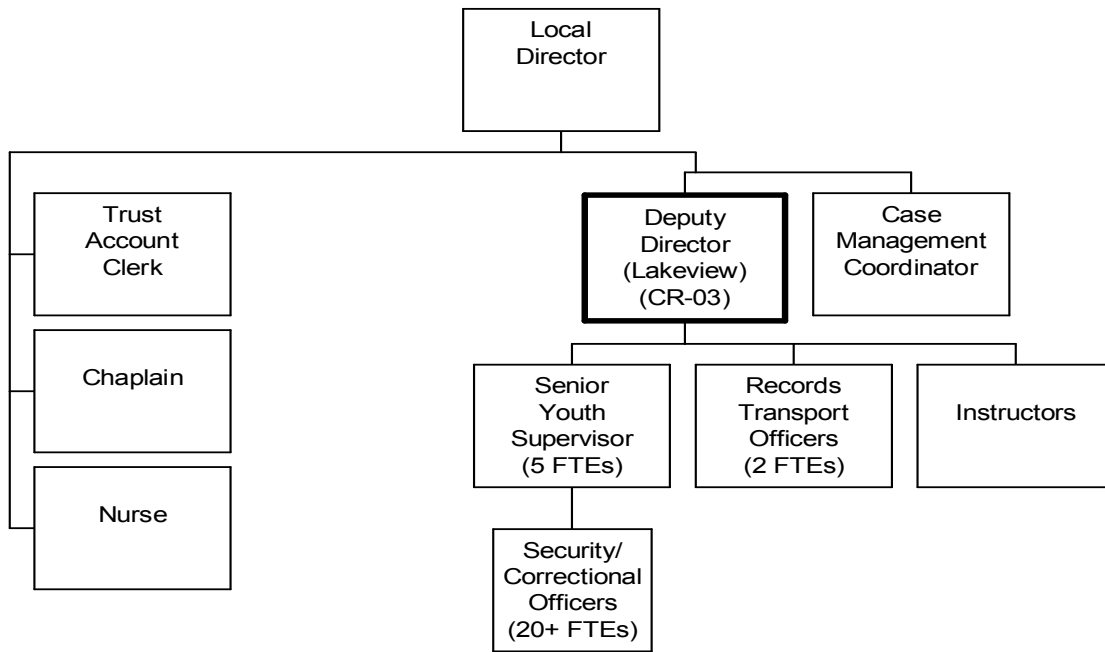 Local
Director
Trust
Account
Clerk
Deputy
Director
(Lakeview)
(CR-03)
Case
Management
Coordinator
Chaplain
Senior
Youth
Supervisor
(5 FTEs)
Records
Transport
Officers
(2 FTEs)
Instructors
Nurse
Security/
Correctional
Officers
(20+ FTEs)